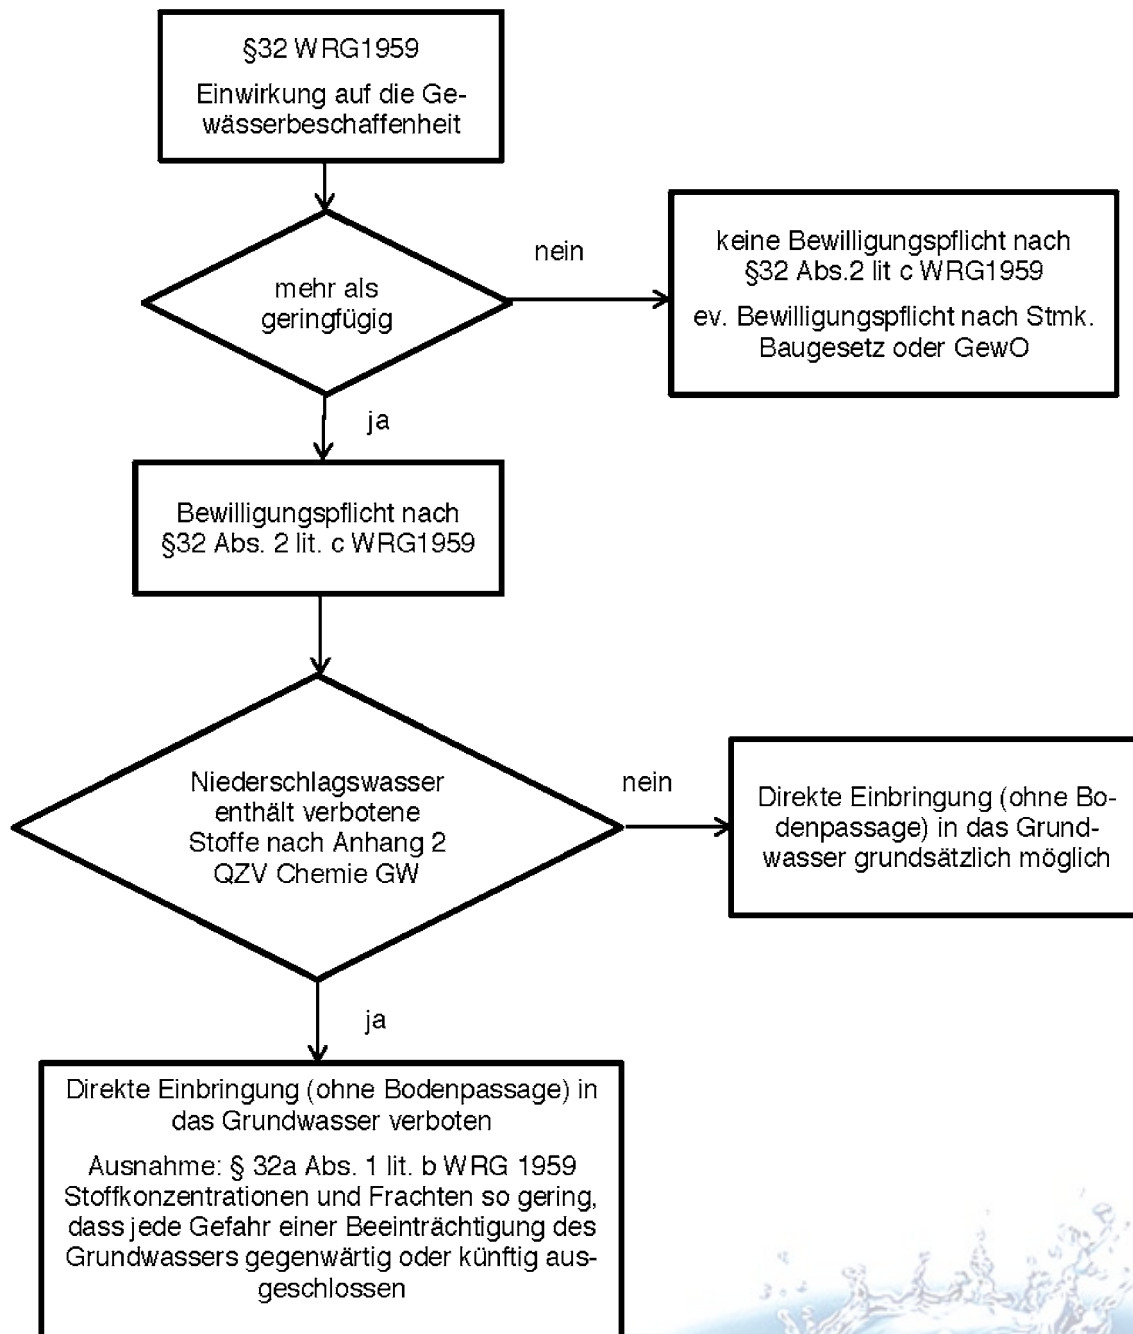 §32 WRG1959
Einwirkung auf die Ge-
wässerbeschaffenheit
mehr als
geringfügig
nein
keine Bewilligungspflicht nach
§32 Abs.2 lit c WRG1959
ev. Bewilligungspflicht nach Stmk.
Baugesetz oder GewO
ja
Bewilligungspflicht nach
§32 Abs. 2 lit. c WRG1959
Niederschlagswasser
enthält verbotene
Stoffe nach Anhang 2
QZV Chemie GW
nein
Direkte Einbringung (ohne Bo-
denpassage) in das Grund-
wasser grundsätzlich möglich
ja
Direkte Einbringung (ohne Bodenpassage) in
das Grundwasser verboten
Ausnahme: § 32a Abs. 1 lit. b WRG 1959
Stoffkonzentrationen und Frachten so gering,
dass jede Gefahr einer Beeinträchtigung des
Grundwassers gegenwärtig oder künftig aus-
geschlossen